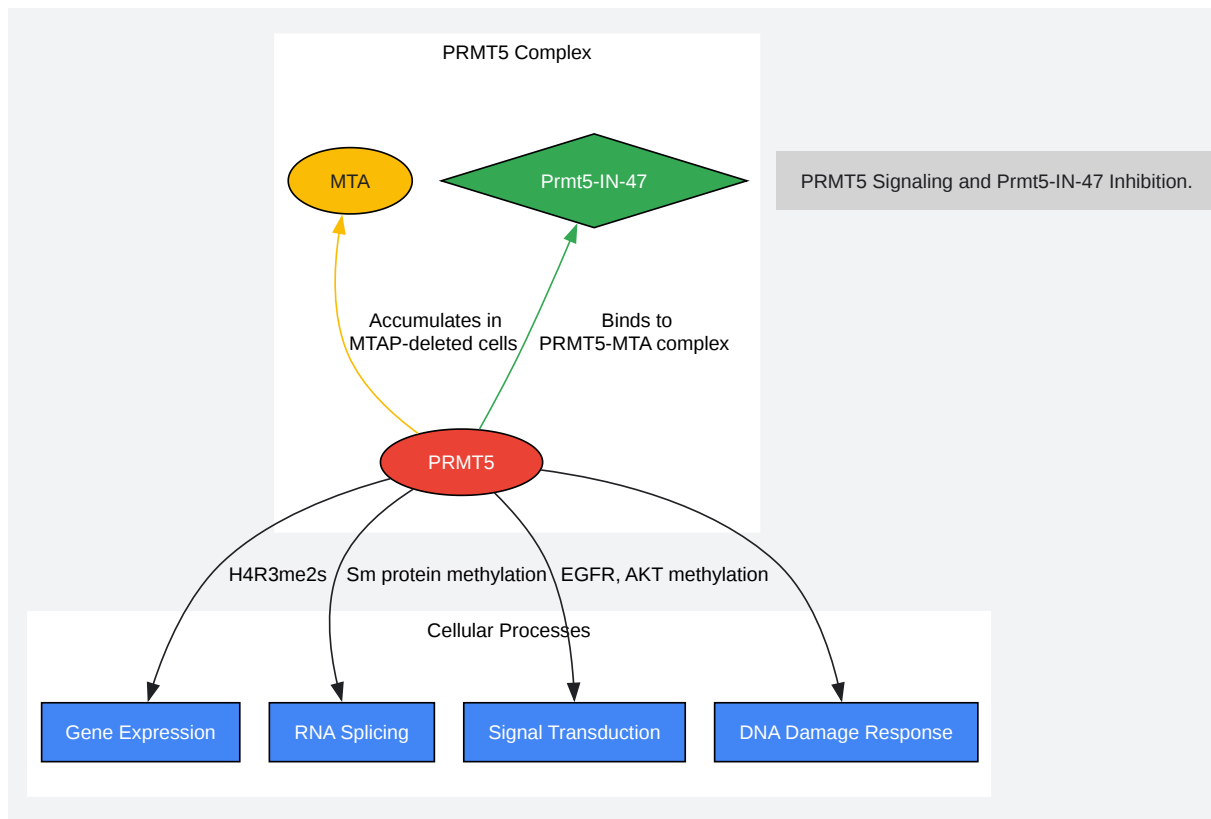 PRMT5 Complex
MTA
Prmt5-IN-47
PRMT5 Signaling and Prmt5-IN-47 Inhibition.
Accumulates in
MTAP-deleted cells
Binds to
PRMT5-MTA complex
PRMT5
H4R3me2s
Sm protein methylation
EGFR, AKT methylation
Cellular Processes
Gene Expression
RNA Splicing
Signal Transduction
DNA Damage Response